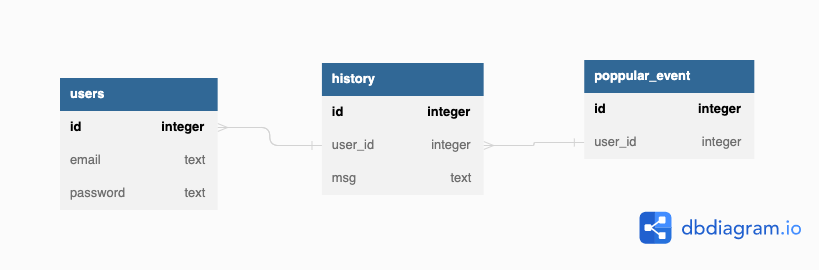 users
id integer
email text
password text
history
id integer
user_id integer
msg text
poppular_event
id integer
user_id integer
dbdiagram.io